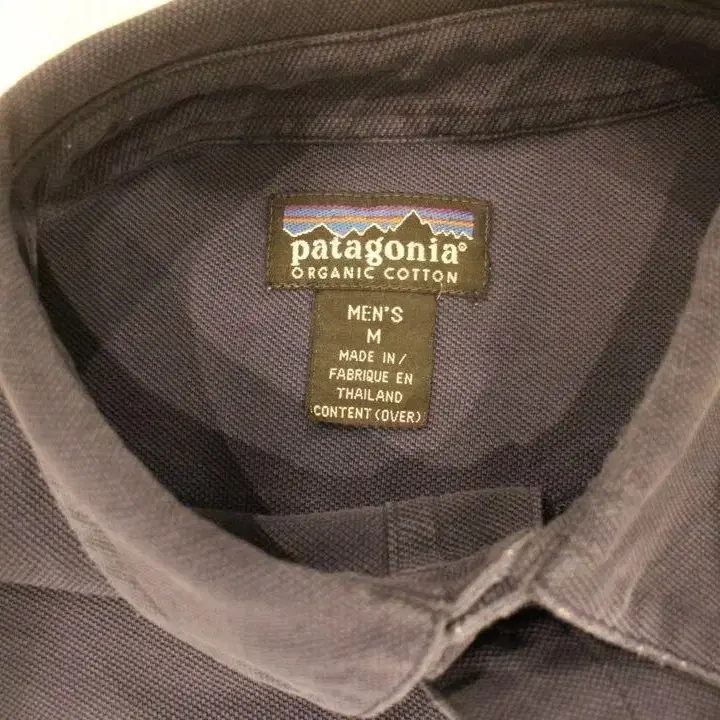 patagonia®
ORGANIC COTTON
MEN'S
M
MADE IN/
FABRIQUE EN
THAILAND
CONTENT (OVER)